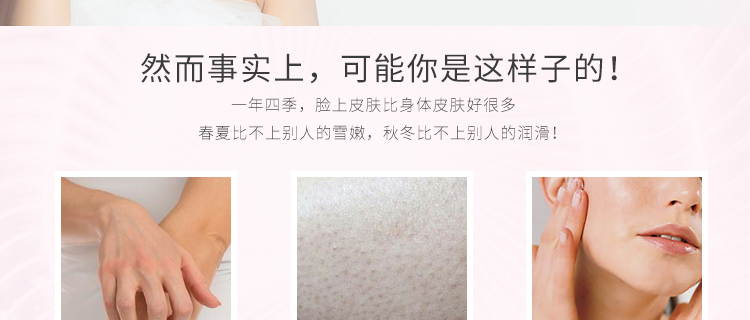 然而事实上，可能你是这样子的！
一年四季，脸上皮肤比身体皮肤好很多
春夏比不上别人的雪嫩，秋冬比不上别人的润滑！